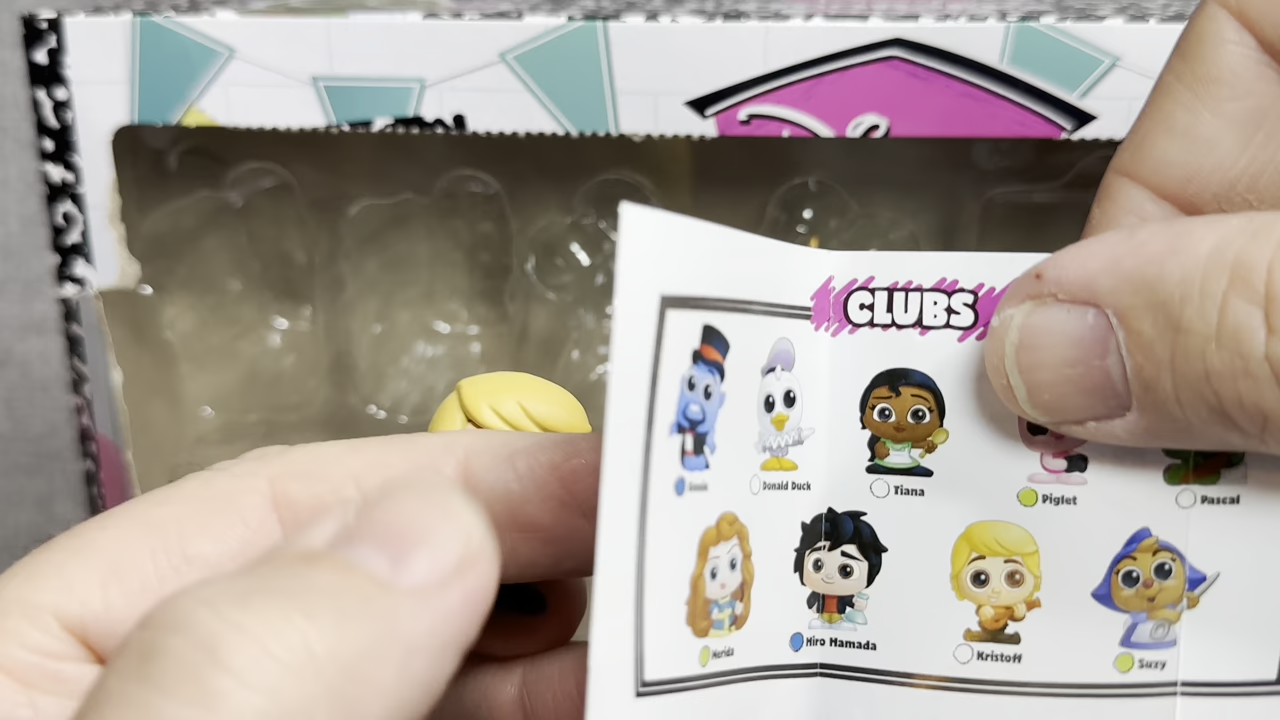 CLUBS
Genie
Donald Duck
Tiana
Piglet
Pascal
Merida
Hiro Hamada
Kristoff
Suzy